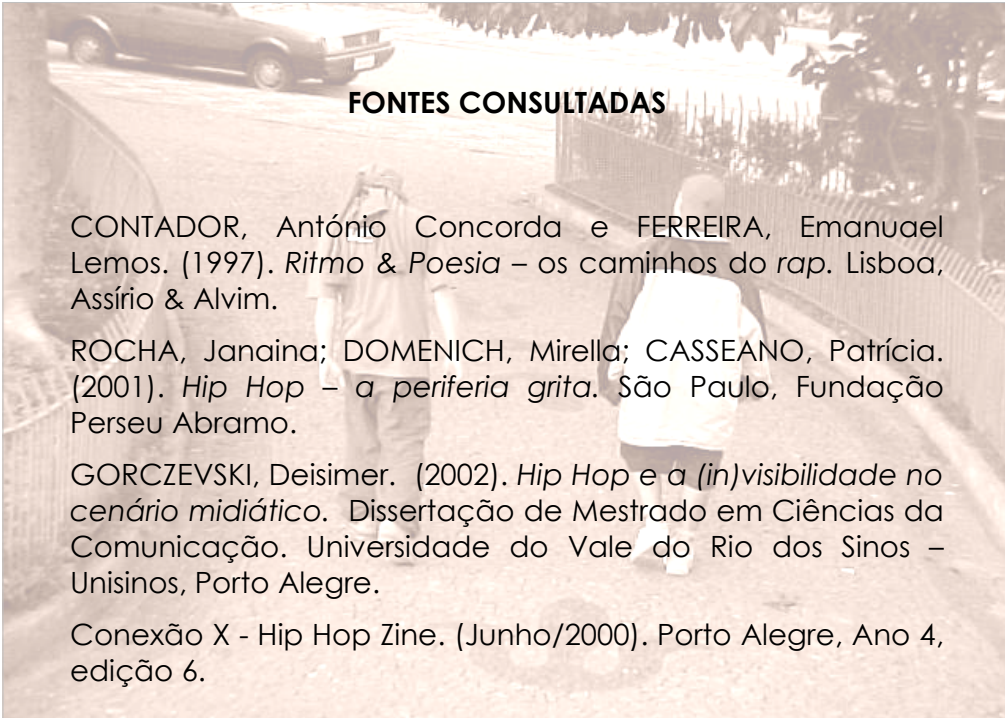 FONTES CONSULTADAS
CONTADOR, António Concorda e FERREIRA, Emanuael
Lemos. (1997). Ritmo & Poesia – os caminhos do rap. Lisboa,
Assírio & Alvim.
ROCHA, Janaina; DOMENICH, Mirella; CASSEANO, Patrícia.
(2001). Hip Hop – a periferia grita. São Paulo, Fundação
Perseu Abramo.
GORCZEVSKI, Deisimer. (2002). Hip Hop e a (in)visibilidade no
cenário midiático. Dissertação de Mestrado em Ciências da
Comunicação. Universidade do Vale do Rio dos Sinos –
Unisinos, Porto Alegre.
Conexão X - Hip Hop Zine. (Junho/2000). Porto Alegre, Ano 4,
edição 6.